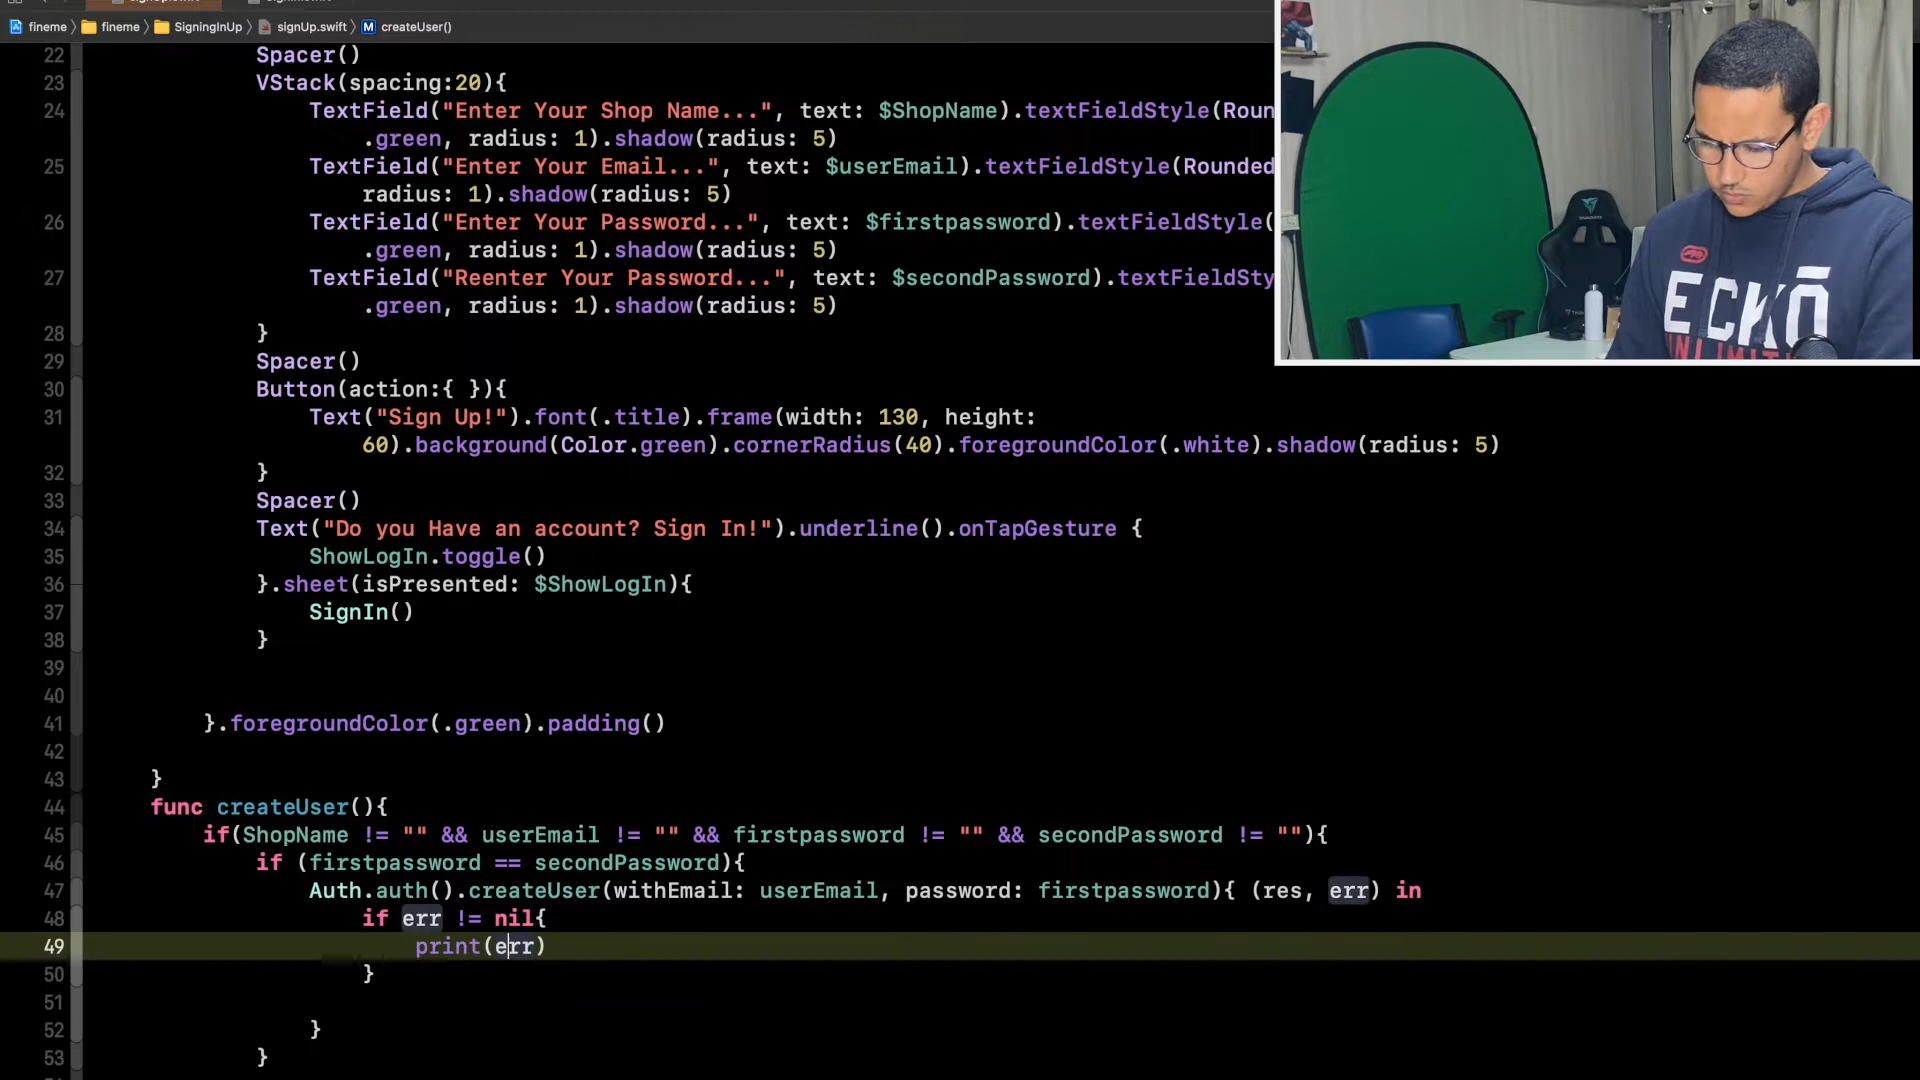 fineme
fineme
SigningInUp
signUp.swift
M
createUser()
22 Spacer()
23 VStack(spacing:20){
24 TextField("Enter Your Shop Name...", text: $ShopName).textFieldStyle(Roun
.green, radius: 1).shadow(radius: 5)
25 TextField("Enter Your Email...", text: $userEmail).textFieldStyle(Rounded
radius: 1).shadow(radius: 5)
26 TextField("Enter Your Password...", text: $firstpassword).textFieldStyle(
.green, radius: 1).shadow(radius: 5)
27 TextField("Reenter Your Password...", text: $secondPassword).textFieldSty
.green, radius: 1).shadow(radius: 5)
28 }
29 Spacer()
30 Button(action:{ }){
31 Text("Sign Up!").font(.title).frame(width: 130, height:
60).background(Color.green).cornerRadius(40).foregroundColor(.white).shadow(radius: 5)
32 }
33 Spacer()
34 Text("Do you Have an account? Sign In!").underline().onTapGesture {
35 ShowLogIn.toggle()
36 }.sheet(isPresented: $ShowLogIn){
37 SignIn()
38 }
39
40
41 }.foregroundColor(.green).padding()
42
43 }
44 func createUser(){
45 if(ShopName != "" && userEmail != "" && firstpassword != "" && secondPassword != ""){
46 if (firstpassword == secondPassword){
47 Auth.auth().createUser(withEmail: userEmail, password: firstpassword){ (res, err) in
48 if err != nil{
49 print(err)
50 }
51
52 }
53 }
ECKŌ
UNLIMIT